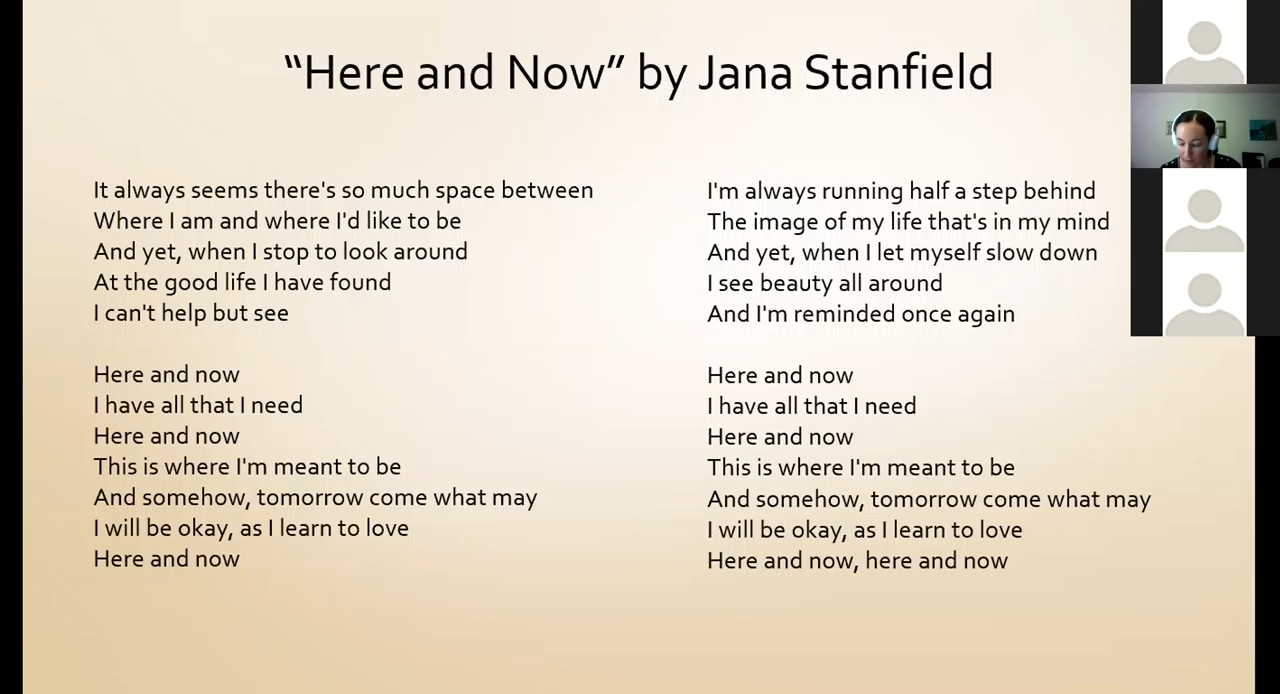 “Here and Now” by Jana Stanfield
It always seems there's so much space between
Where I am and where I'd like to be
And yet, when I stop to look around
At the good life I have found
I can't help but see
Here and now
I have all that I need
Here and now
This is where I'm meant to be
And somehow, tomorrow come what may
I will be okay, as I learn to love
Here and now
I'm always running half a step behind
The image of my life that's in my mind
And yet, when I let myself slow down
I see beauty all around
And I'm reminded once again
Here and now
I have all that I need
Here and now
This is where I'm meant to be
And somehow, tomorrow come what may
I will be okay, as I learn to love
Here and now, here and now